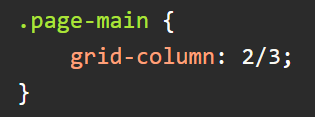 .page-main {
    grid-column: 2/3;
}